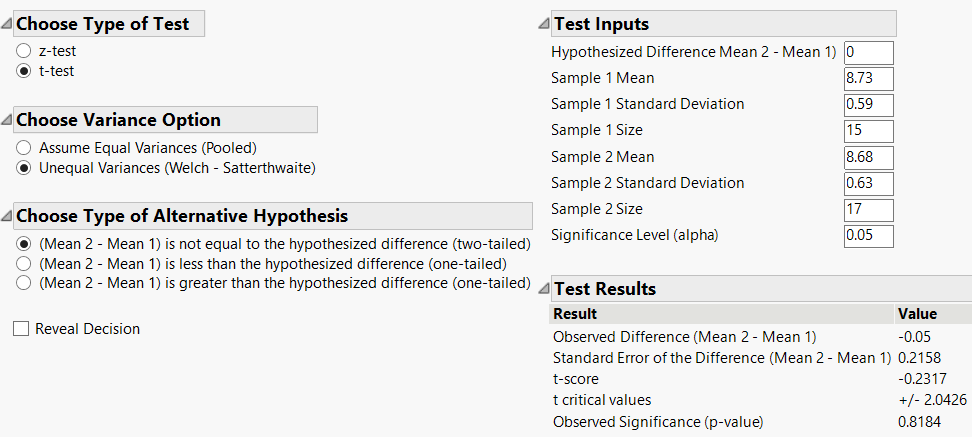 Choose Type of Test
z-test
t-test
Choose Variance Option
Assume Equal Variances (Pooled)
Unequal Variances (Welch - Satterthwaite)
Choose Type of Alternative Hypothesis
(Mean 2 - Mean 1) is not equal to the hypothesized difference (two-tailed)
(Mean 2 - Mean 1) is less than the hypothesized difference (one-tailed)
(Mean 2 - Mean 1) is greater than the hypothesized difference (one-tailed)
Reveal Decision
Test Inputs
Hypothesized Difference Mean 2 - Mean 1) 0
Sample 1 Mean 8.73
Sample 1 Standard Deviation 0.59
Sample 1 Size 15
Sample 2 Mean 8.68
Sample 2 Standard Deviation 0.63
Sample 2 Size 17
Significance Level (alpha) 0.05
Test Results
Result Value
Observed Difference (Mean 2 - Mean 1) -0.05
Standard Error of the Difference (Mean 2 - Mean 1) 0.2158
t-score -0.2317
t critical values +/- 2.0426
Observed Significance (p-value) 0.8184